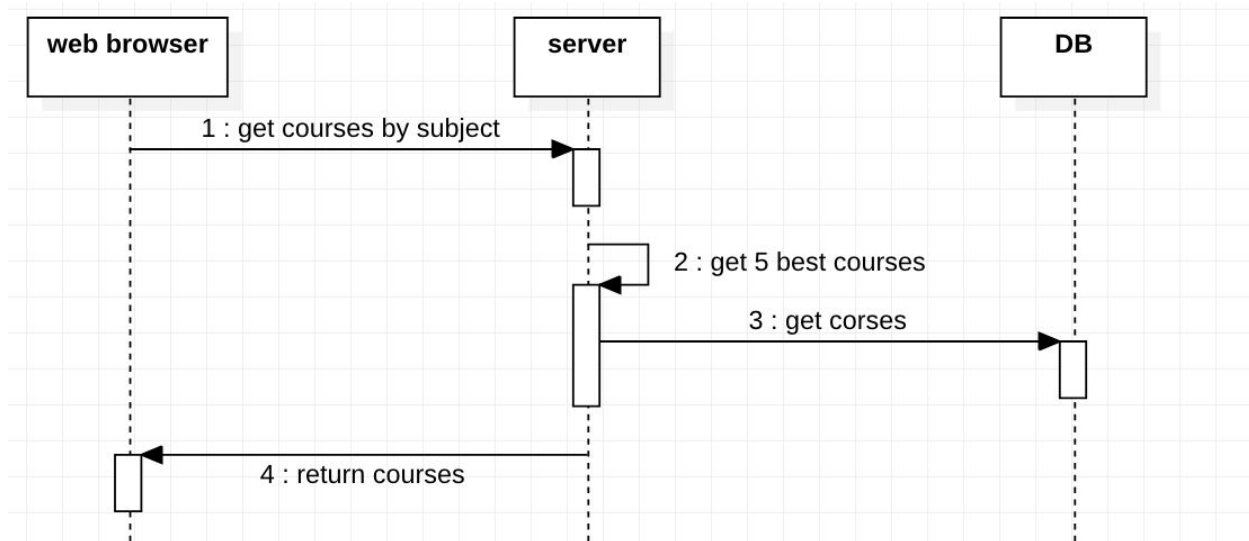 web browser
server
DB
1 : get courses by subject
2 : get 5 best courses
3 : get corses
4 : return courses